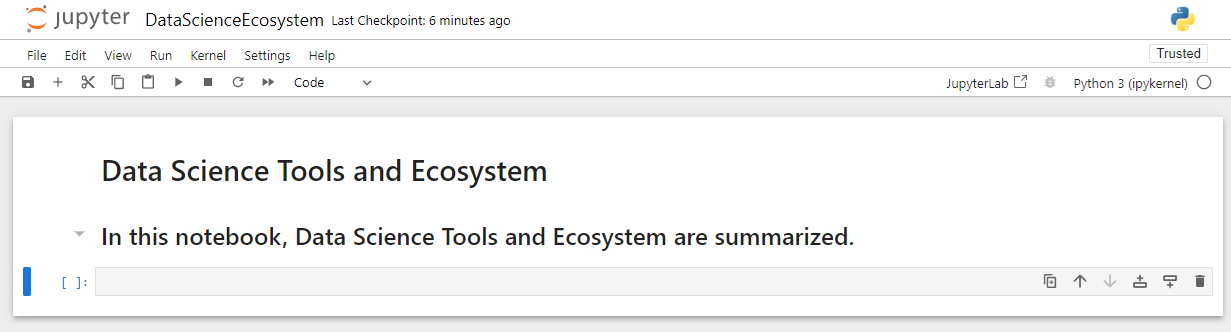 jupyter DataScienceEcosystem Last Checkpoint: 6 minutes ago
File Edit View Run Kernel Settings Help Trusted
Code JupyterLab Python 3 (ipykernel)
Data Science Tools and Ecosystem
In this notebook, Data Science Tools and Ecosystem are summarized.
[ ]: